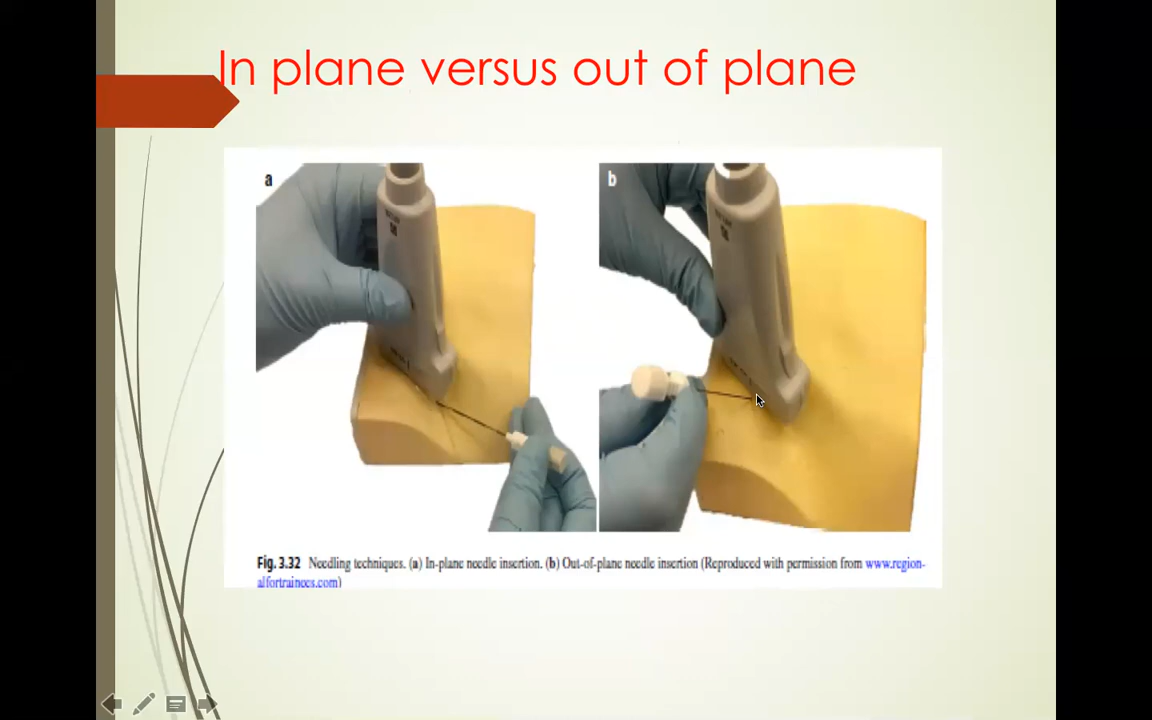 In plane versus out of plane
a
b
Fig. 3.32 Needling techniques. (a) In-plane needle insertion. (b) Out-of-plane needle insertion (Reproduced with permission from www.region-
alfortrainees.com)